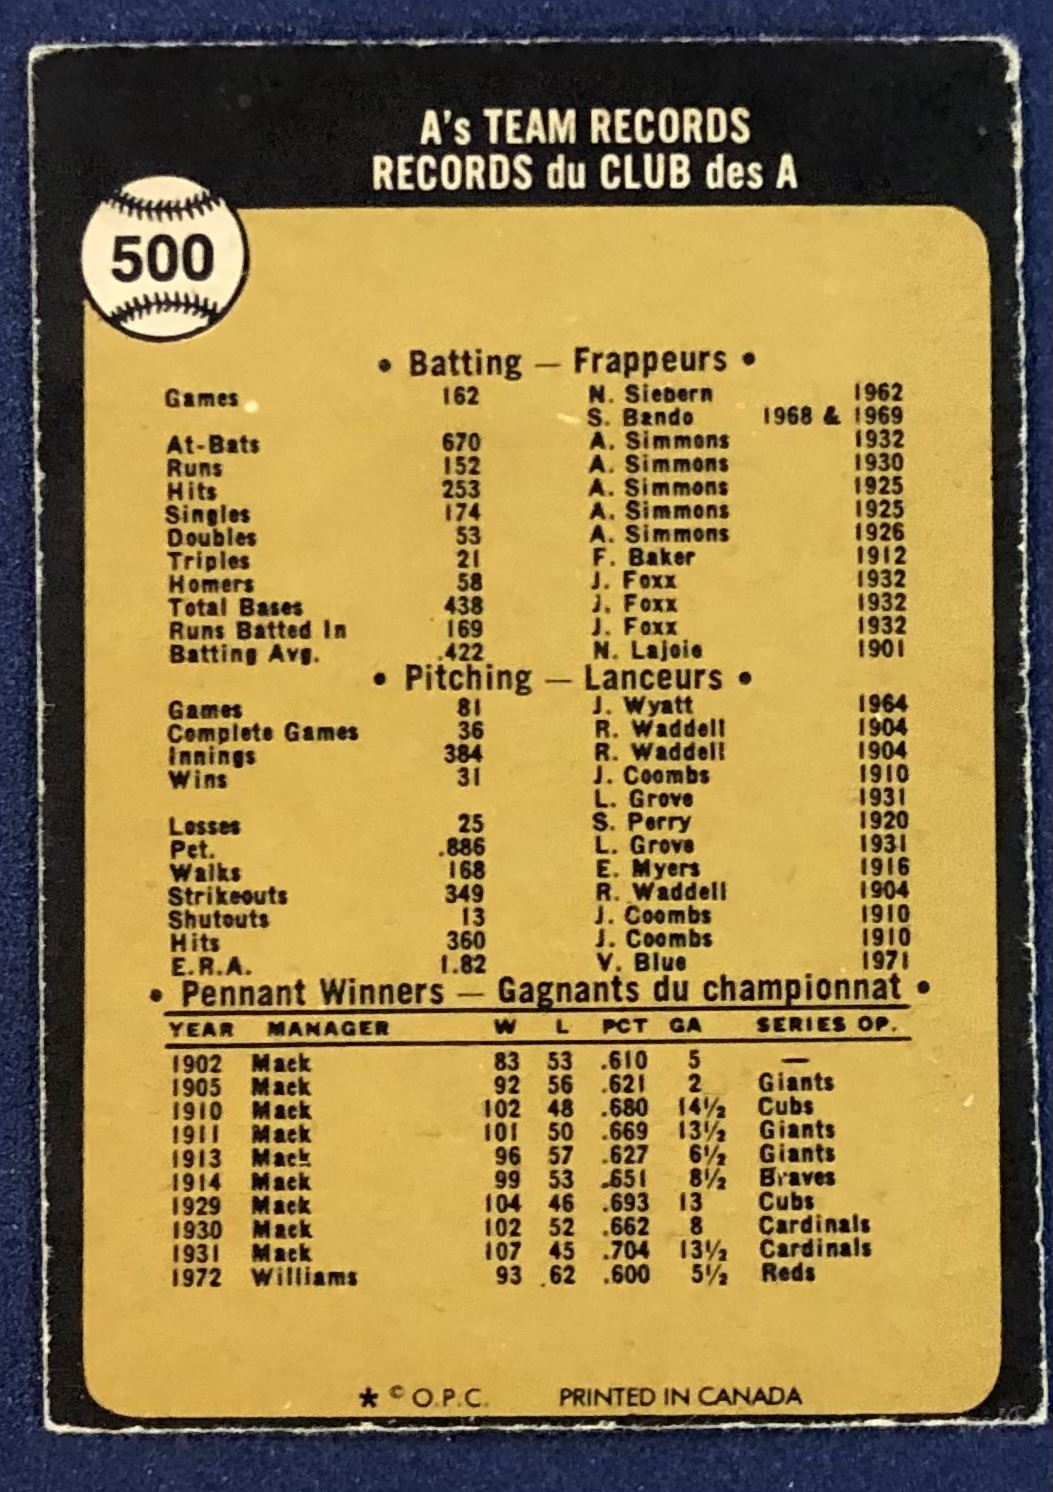 A's TEAM RECORDS
RECORDS du CLUB des A
500
• Batting — Frappeurs •
Games 162 N. Siebern 1962
S. Bando 1968 & 1969
At-Bats 670 A. Simmons 1932
Runs 152 A. Simmons 1930
Hits 253 A. Simmons 1925
Singles 174 A. Simmons 1925
Doubles 53 A. Simmons 1926
Triples 21 F. Baker 1912
Homers 58 J. Foxx 1932
Total Bases 438 J. Foxx 1932
Runs Batted In 169 J. Foxx 1932
Batting Avg. .422 N. Lajoie 1901
• Pitching — Lanceurs •
Games 81 J. Wyatt 1964
Complete Games 36 R. Waddell 1904
Innings 384 R. Waddell 1904
Wins 31 J. Coombs 1910
L. Grove 1931
Losses 25 S. Perry 1920
Pct. .886 L. Grove 1931
Walks 168 E. Myers 1916
Strikeouts 349 R. Waddell 1904
Shutouts 13 J. Coombs 1910
Hits 360 J. Coombs 1910
E.R.A. 1.82 V. Blue 1971
• Pennant Winners — Gagnants du championnat •
YEAR MANAGER W L PCT GA SERIES OP.
1902 Mack 83 53 .610 5 —
1905 Mack 92 56 .621 2 Giants
1910 Mack 102 48 .680 14½ Cubs
1911 Mack 101 50 .669 13½ Giants
1913 Mack 96 57 .627 6½ Giants
1914 Mack 99 53 .651 8½ Braves
1929 Mack 104 46 .693 13 Cubs
1930 Mack 102 52 .662 8 Cardinals
1931 Mack 107 45 .704 13½ Cardinals
1972 Williams 93 62 .600 5½ Reds
* © O.P.C. PRINTED IN CANADA